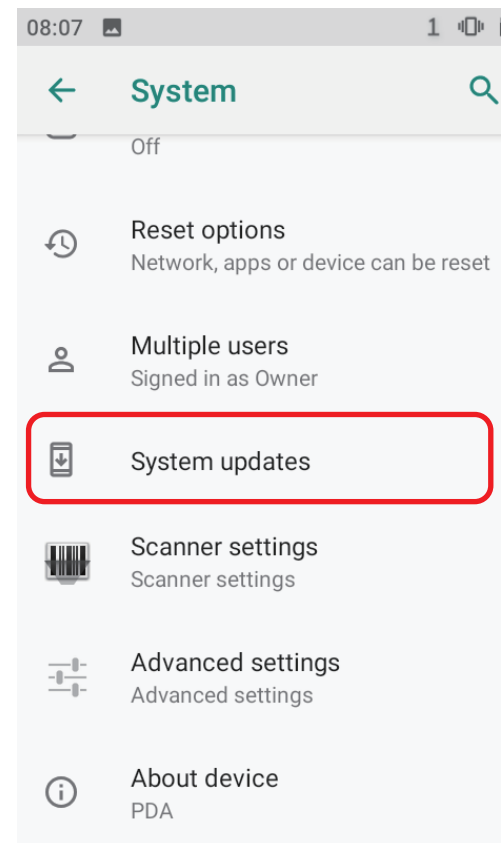 08:07 1
System
Off
Reset options
Network, apps or device can be reset
Multiple users
Signed in as Owner
System updates
Scanner settings
Scanner settings
Advanced settings
Advanced settings
About device
PDA